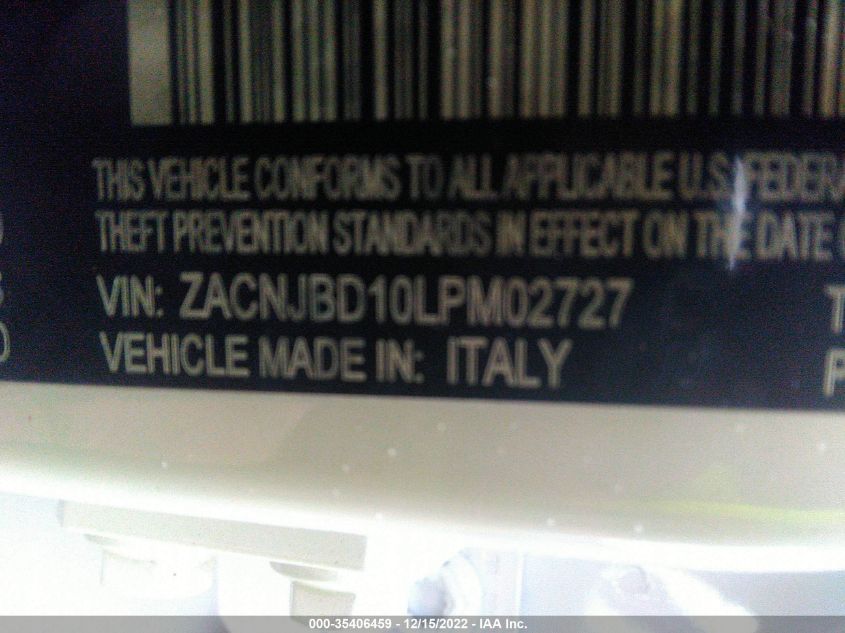 THIS VEHICLE CONFORMS TO ALL APPLICABLE U.S. FEDERA
THEFT PREVENTION STANDARDS IN EFFECT ON THE DATE
VIN: ZACNJBD10LPM02727 T
VEHICLE MADE IN: ITALY P
000-35406459 - 12/15/2022 - IAA Inc.